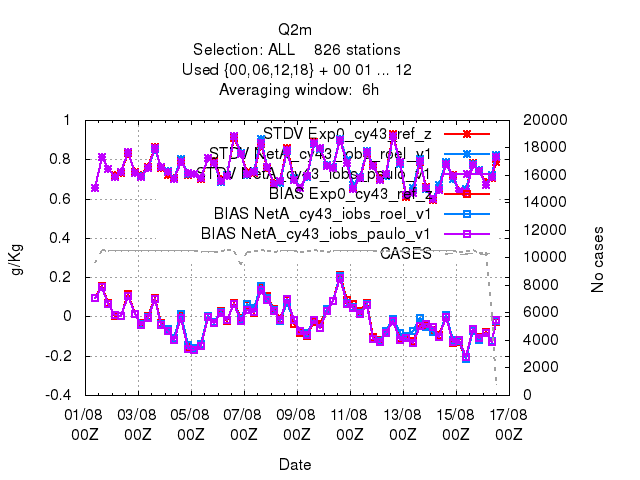 Q2m
Selection: ALL    826 stations
Used {00,06,12,18} + 00 01 ... 12
Averaging window:  6h
1
0.8
0.6
0.4
0.2
0
-0.2
-0.4
g/Kg
STDV Exp0_cy43_ref_z
STDV NetA_cy43_iobs_roel_v1
STDV NetA_cy43_iobs_paulo_v1
BIAS Exp0_cy43_ref_z
BIAS NetA_cy43_iobs_roel_v1
BIAS NetA_cy43_iobs_paulo_v1
CASES
20000
18000
16000
14000
12000
10000
8000
6000
4000
2000
0
No cases
01/08 03/08 05/08 07/08 09/08 11/08 13/08 15/08 17/08
00Z 00Z 00Z 00Z 00Z 00Z 00Z 00Z 00Z
Date